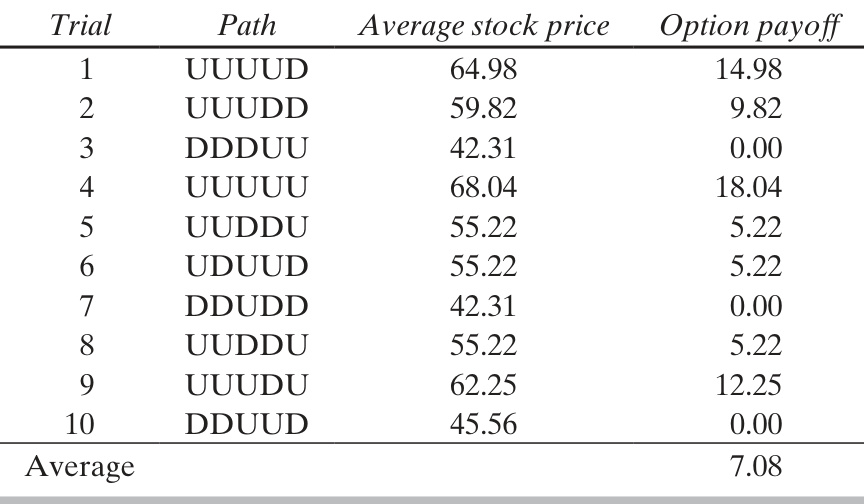 Trial Path Average stock price Option payoff
1 UUUUD 64.98 14.98
2 UUUDD 59.82 9.82
3 DDDUU 42.31 0.00
4 UUUUU 68.04 18.04
5 UUDDU 55.22 5.22
6 UDUUD 55.22 5.22
7 DDUDD 42.31 0.00
8 UUDDU 55.22 5.22
9 UUUDU 62.25 12.25
10 DDUUD 45.56 0.00
Average 7.08